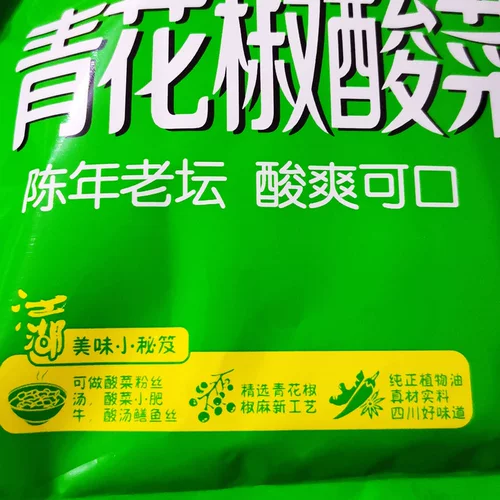 青花椒酸菜
陈年老坛 酸爽可口
江湖
美味小秘笈
可做酸菜粉丝
汤、酸菜小肥
牛、酸汤鳝鱼丝
精选青花椒
椒麻新工艺
纯正植物油
真材实料
四川好味道